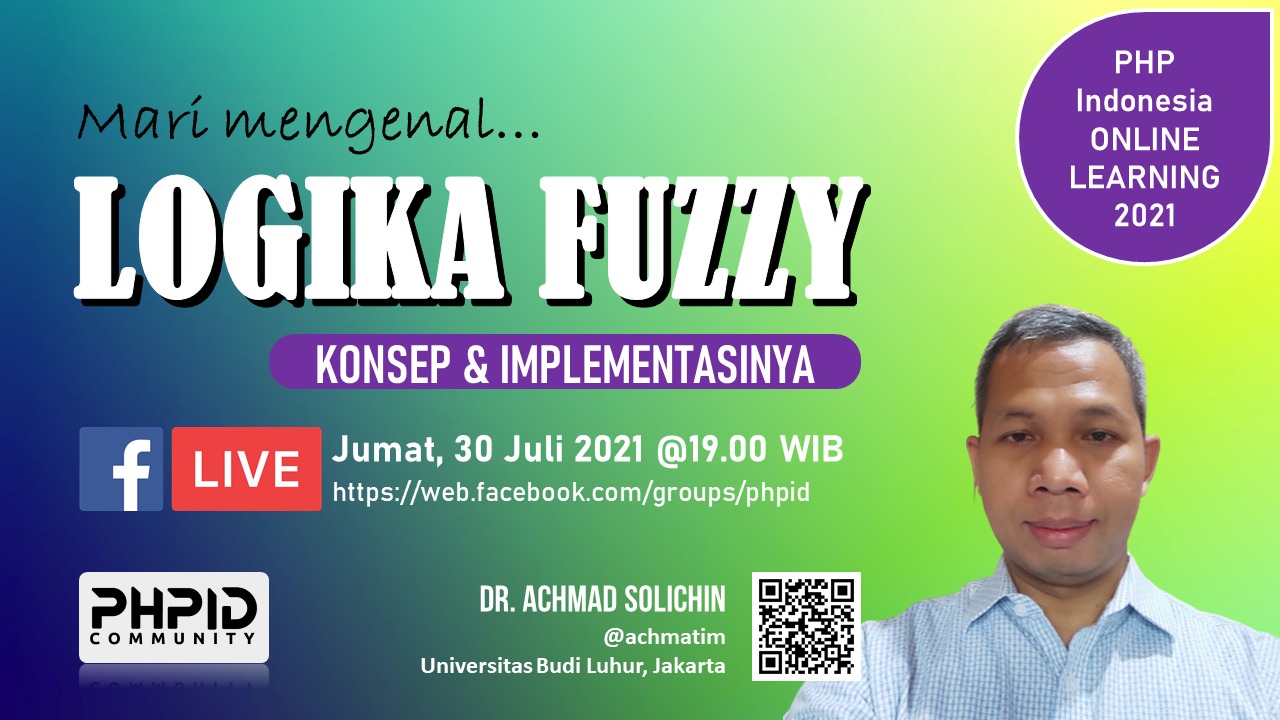 Mari mengenal...
LOGIKA FUZZY
KONSEP & IMPLEMENTASINYA
PHP
Indonesia
ONLINE
LEARNING
2021
f LIVE
Jumat, 30 Juli 2021 @19.00 WIB
https://web.facebook.com/groups/phpid
PHPID
COMMUNITY
DR. ACHMAD SOLICHIN
@achmatim
Universitas Budi Luhur, Jakarta